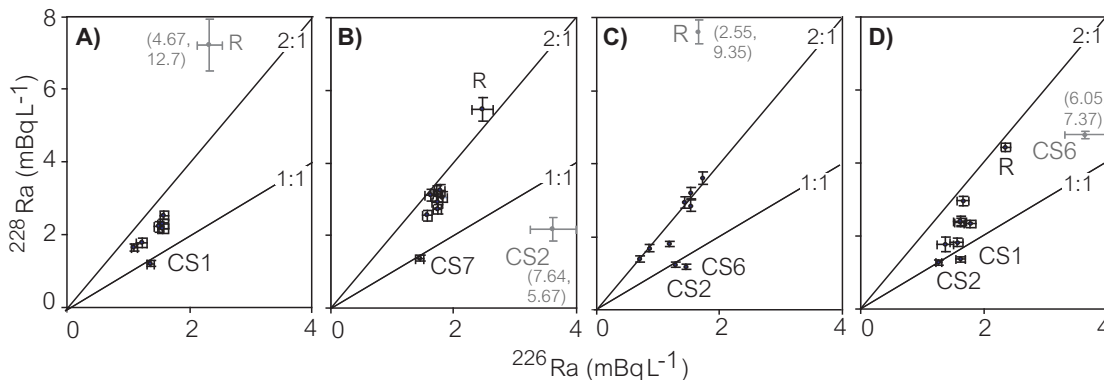 A)
(4.67,
12.7)
R
2:1
1:1
CS1
B)
R
2:1
1:1
CS7
CS2
(7.64,
5.67)
C)
R
(2.55,
9.35)
2:1
1:1
CS6
CS2
D)
2:1
(6.05
7.37)
CS6
R
1:1
CS1
CS2
8
6
4
2
0
0 2 4
0 2 4
0 2 4
0 2 4
228Ra (mBqL-1)
226Ra (mBqL-1)